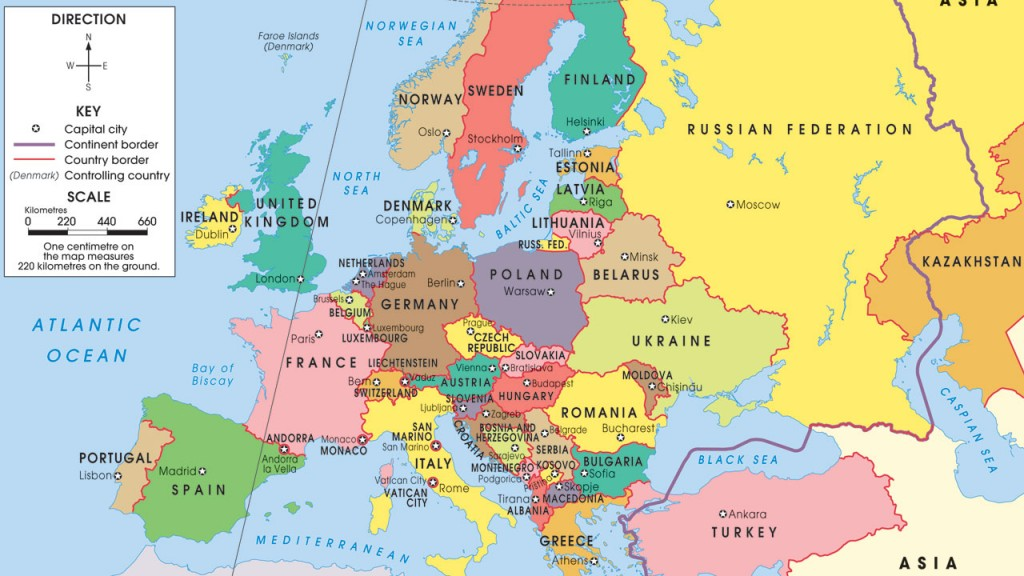 DIRECTION
N
W
E
S
KEY
Capital city
Continent border
Country border
(Denmark) Controlling country
SCALE
Kilometres
0 220 440 660
One centimetre on
the map measures
220 kilometres on the ground.
ASIA
Faroe Islands
(Denmark)
NORWEGIAN
SEA
NORWAY
Oslo
SWEDEN
Stockholm
FINLAND
Helsinki
RUSSIAN FEDERATION
Moscow
Tallinn
ESTONIA
LATVIA
Riga
LITHUANIA
Vilnius
RUSS. FED.
BALTIC SEA
NORTH
SEA
DENMARK
Copenhagen
UNITED
KINGDOM
London
IRELAND
Dublin
NETHERLANDS
Amsterdam
The Hague
Brussels
BELGIUM
Luxembourg
LUXEMBOURG
Berlin
GERMANY
POLAND
Warsaw
Minsk
BELARUS
KAZAKHSTAN
Kiev
UKRAINE
ATLANTIC
OCEAN
Bay of
Biscay
Paris
FRANCE
Prague
CZECH
REPUBLIC
SLOVAKIA
Bratislava
LIECHTENSTEIN
Vaduz
Bern
SWITZERLAND
Vienna
AUSTRIA
Budapest
HUNGARY
MOLDOVA
Chişinğu
SLOVENIA
Ljubljana
Zagreb
CROATIA
ROMANIA
Bucharest
BOSNIA AND
HERZEGOVINA
Sarajevo
Belgrade
SERBIA
MONTENEGRO
Podgorica
KOSOVO
Pristina
BULGARIA
Sofia
Skopje
MACEDONIA
Tirana
ALBANIA
GREECE
Athens
SAN
MARINO
San Marino
Monaco
MONACO
ITALY
Vatican City
VATICAN
CITY
Rome
ANDORRA
Andorra
la Vella
PORTUGAL
Lisbon
Madrid
SPAIN
MEDITERRANEAN
BLACK SEA
CASPIAN SEA
Ankara
TURKEY
ASIA